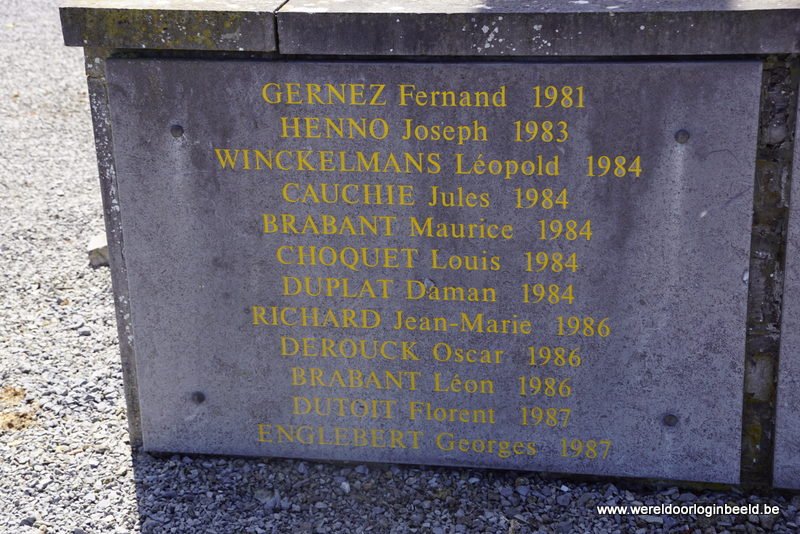 GERNEZ Fernand 1981
HENNO Joseph 1983
WINCKELMANS Léopold 1984
CAUCHIE Jules 1984
BRABANT Maurice 1984
CHOQUET Louis 1984
DUPLAT Daman 1984
RICHARD Jean-Marie 1986
DEROUCK Oscar 1986
BRABANT Léon 1986
DUTOIT Florent 1987
ENGLEBERT Georges 1987
www.wereldoorloginbeeld.be